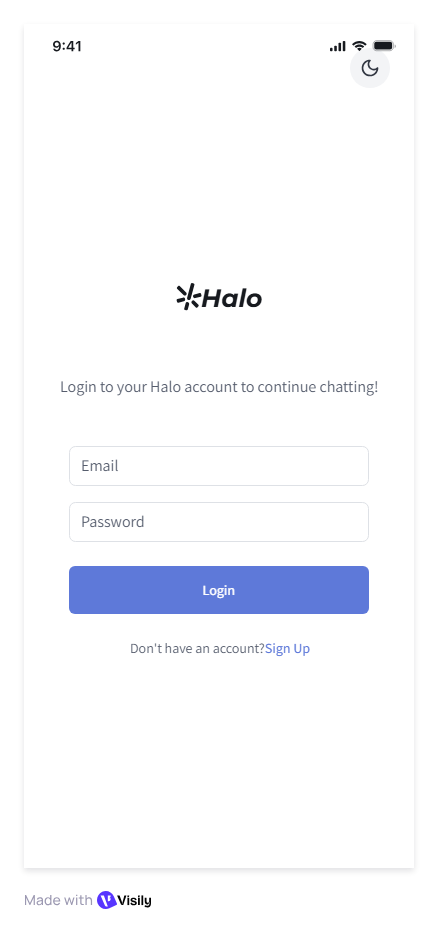 9:41
Halo
Login to your Halo account to continue chatting!
Email
Password
Login
Don't have an account?Sign Up
Made with Visily